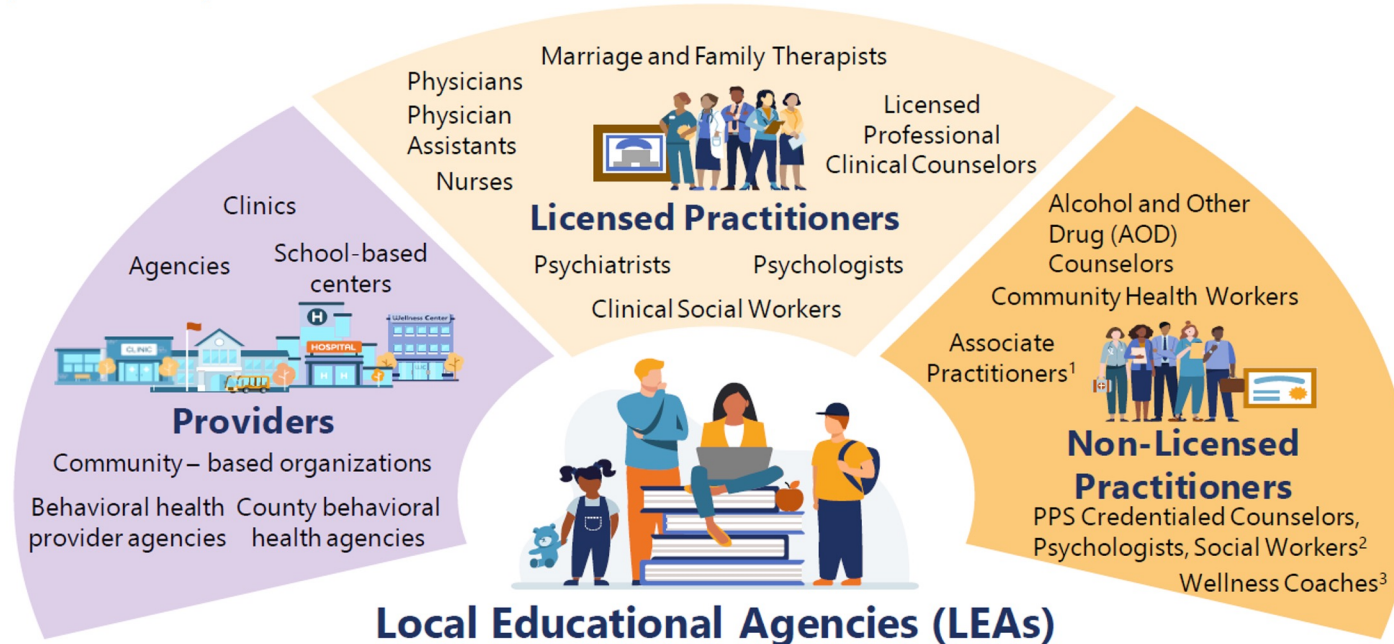 Clinics
Agencies
School-based
centers
CLINIC
H
HOSPITAL
H H
Wellness Center
Providers
Community – based organizations
Behavioral health
provider agencies
County behavioral
health agencies
Marriage and Family Therapists
Physicians
Physician
Assistants
Nurses
Licensed
Professional
Clinical Counselors
Licensed Practitioners
Psychiatrists
Psychologists
Clinical Social Workers
Alcohol and Other
Drug (AOD)
Counselors
Community Health Workers
Associate
Practitioners¹
Non-Licensed
Practitioners
PPS Credentialed Counselors,
Psychologists, Social Workers²
Wellness Coaches³
Local Educational Agencies (LEAs)